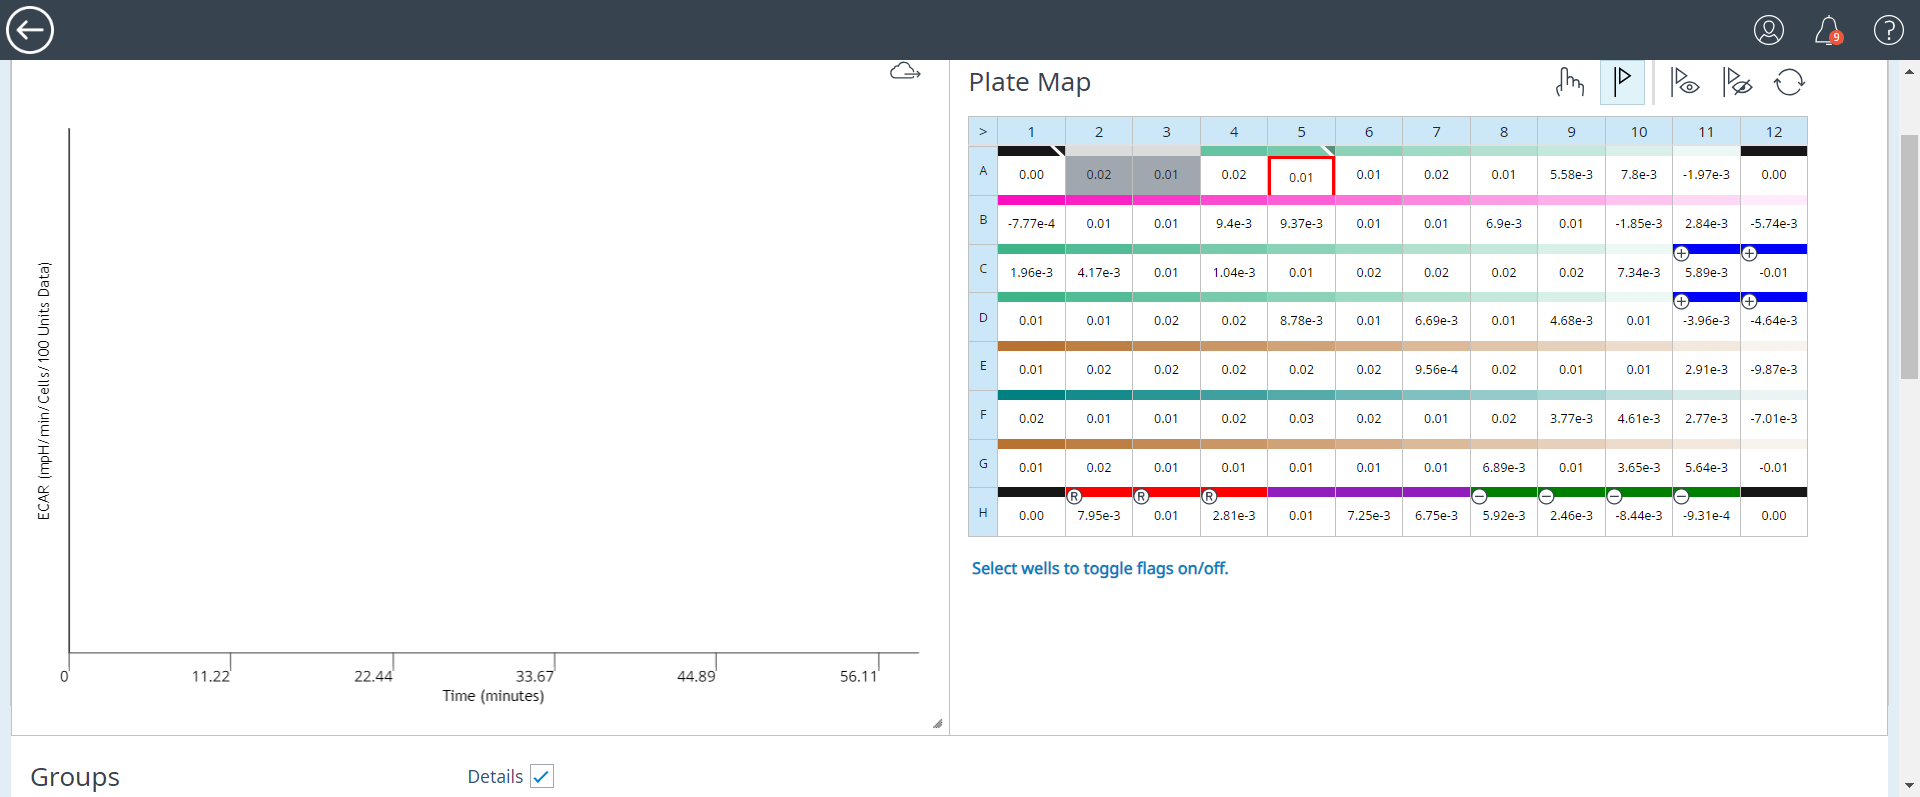 9
?
Plate Map
> 1 2 3 4 5 6 7 8 9 10 11 12
A 0.00 0.02 0.01 0.02 0.01 0.01 0.02 0.01 5.58e-3 7.8e-3 -1.97e-3 0.00
B -7.77e-4 0.01 0.01 9.4e-3 9.37e-3 0.01 0.01 6.9e-3 0.01 -1.85e-3 2.84e-3 -5.74e-3
+ +
C 1.96e-3 4.17e-3 0.01 1.04e-3 0.01 0.02 0.02 0.02 0.02 7.34e-3 5.89e-3 -0.01
+ +
D 0.01 0.01 0.02 0.02 8.78e-3 0.01 6.69e-3 0.01 4.68e-3 0.01 -3.96e-3 -4.64e-3
E 0.01 0.02 0.02 0.02 0.02 0.02 9.56e-4 0.02 0.01 0.01 2.91e-3 -9.87e-3
F 0.02 0.01 0.01 0.02 0.03 0.02 0.01 0.02 3.77e-3 4.61e-3 2.77e-3 -7.01e-3
G 0.01 0.02 0.01 0.01 0.01 0.01 0.01 6.89e-3 0.01 3.65e-3 5.64e-3 -0.01
R R R − − − −
H 0.00 7.95e-3 0.01 2.81e-3 0.01 7.25e-3 6.75e-3 5.92e-3 2.46e-3 -8.44e-3 -9.31e-4 0.00
Select wells to toggle flags on/off.
ECAR (mpH/min/Cells/100 Units Data)
0 11.22 22.44 33.67 44.89 56.11
Time (minutes)
Groups
Details